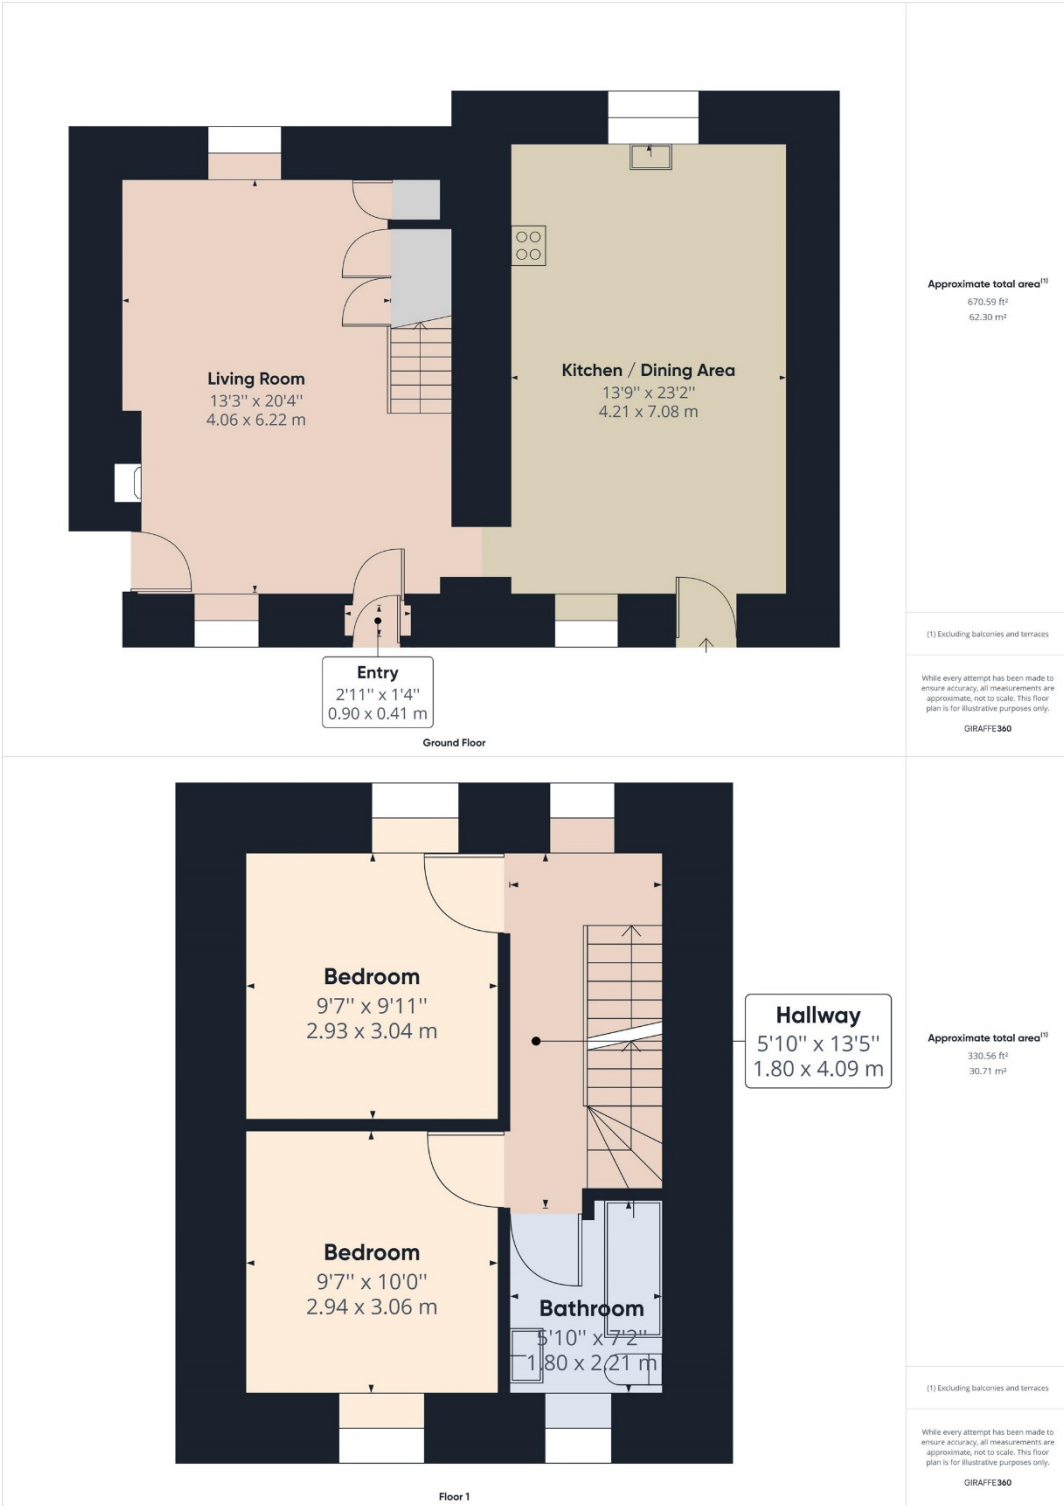 Living Room
13'3'' x 20'4''
4.06 x 6.22 m
Kitchen / Dining Area
13'9'' x 23'2''
4.21 x 7.08 m
Entry
2'11'' x 1'4''
0.90 x 0.41 m
Ground Floor
Approximate total area(1)
670.59 ft²
62.30 m²
(1) Excluding balconies and terraces
While every attempt has been made to
ensure accuracy, all measurements are
approximate, not to scale. This floor
plan is for illustrative purposes only.
GIRAFFE360
Bedroom
9'7'' x 9'11''
2.93 x 3.04 m
Hallway
5'10'' x 13'5''
1.80 x 4.09 m
Bedroom
9'7'' x 10'0''
2.94 x 3.06 m
Bathroom
5'10'' x 7'2''
1.80 x 2.21 m
Floor 1
Approximate total area(1)
330.56 ft²
30.71 m²
(1) Excluding balconies and terraces
While every attempt has been made to
ensure accuracy, all measurements are
approximate, not to scale. This floor
plan is for illustrative purposes only.
GIRAFFE360